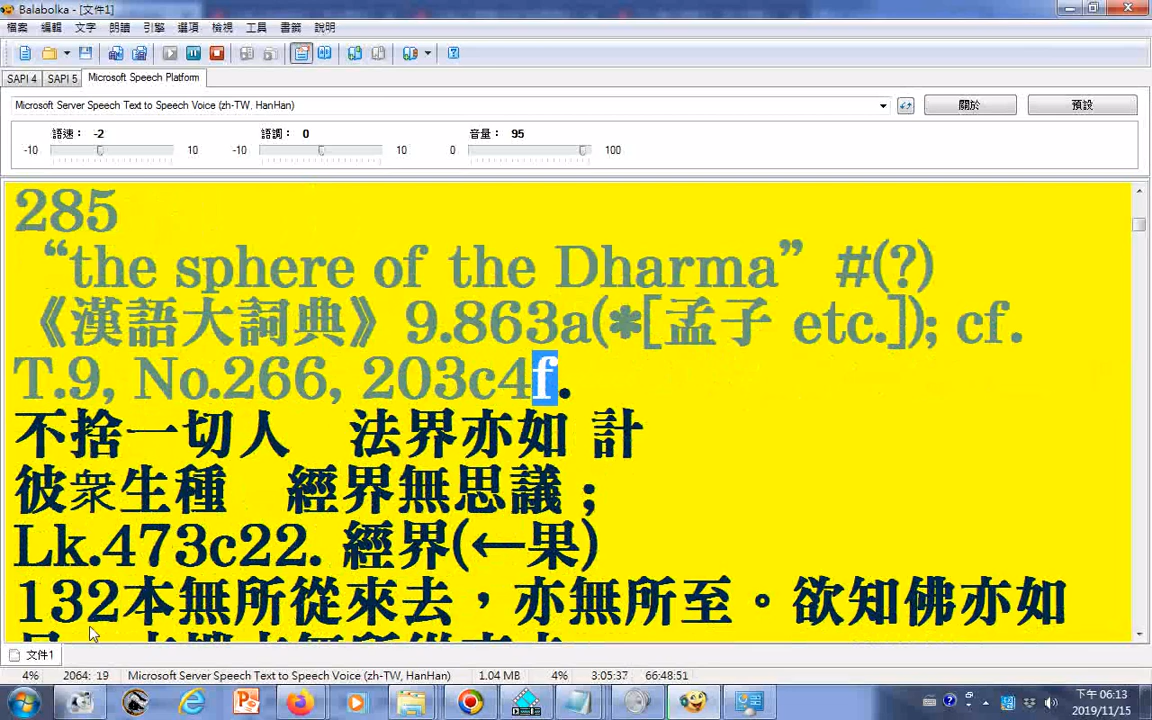 Balabolka - [文件1]
檔案 編輯 文字 朗讀 引擎 選項 檢視 工具 書籤 說明
SAPI 4 SAPI 5 Microsoft Speech Platform
Microsoft Server Speech Text to Speech Voice (zh-TW, HanHan)
關於 預設
語速： -2 語調： 0 音量： 95
-10 10 -10 10 0 100
285
“the sphere of the Dharma” #(?)
《漢語大詞典》 9.863a(*[孟子 etc.]); cf.
T.9, No.266, 203c4f.
不捨一切人　法界亦如 計
彼衆生種　經界無思議；
Lk.473c22. 經界(←果)
132本無所從來去，亦無所至。欲知佛亦如
文件1
4% 2064: 19 Microsoft Server Speech Text to Speech Voice (zh-TW, HanHan) 1.04 MB 4% 3:05:37 66:48:51
下午 06:13
2019/11/15